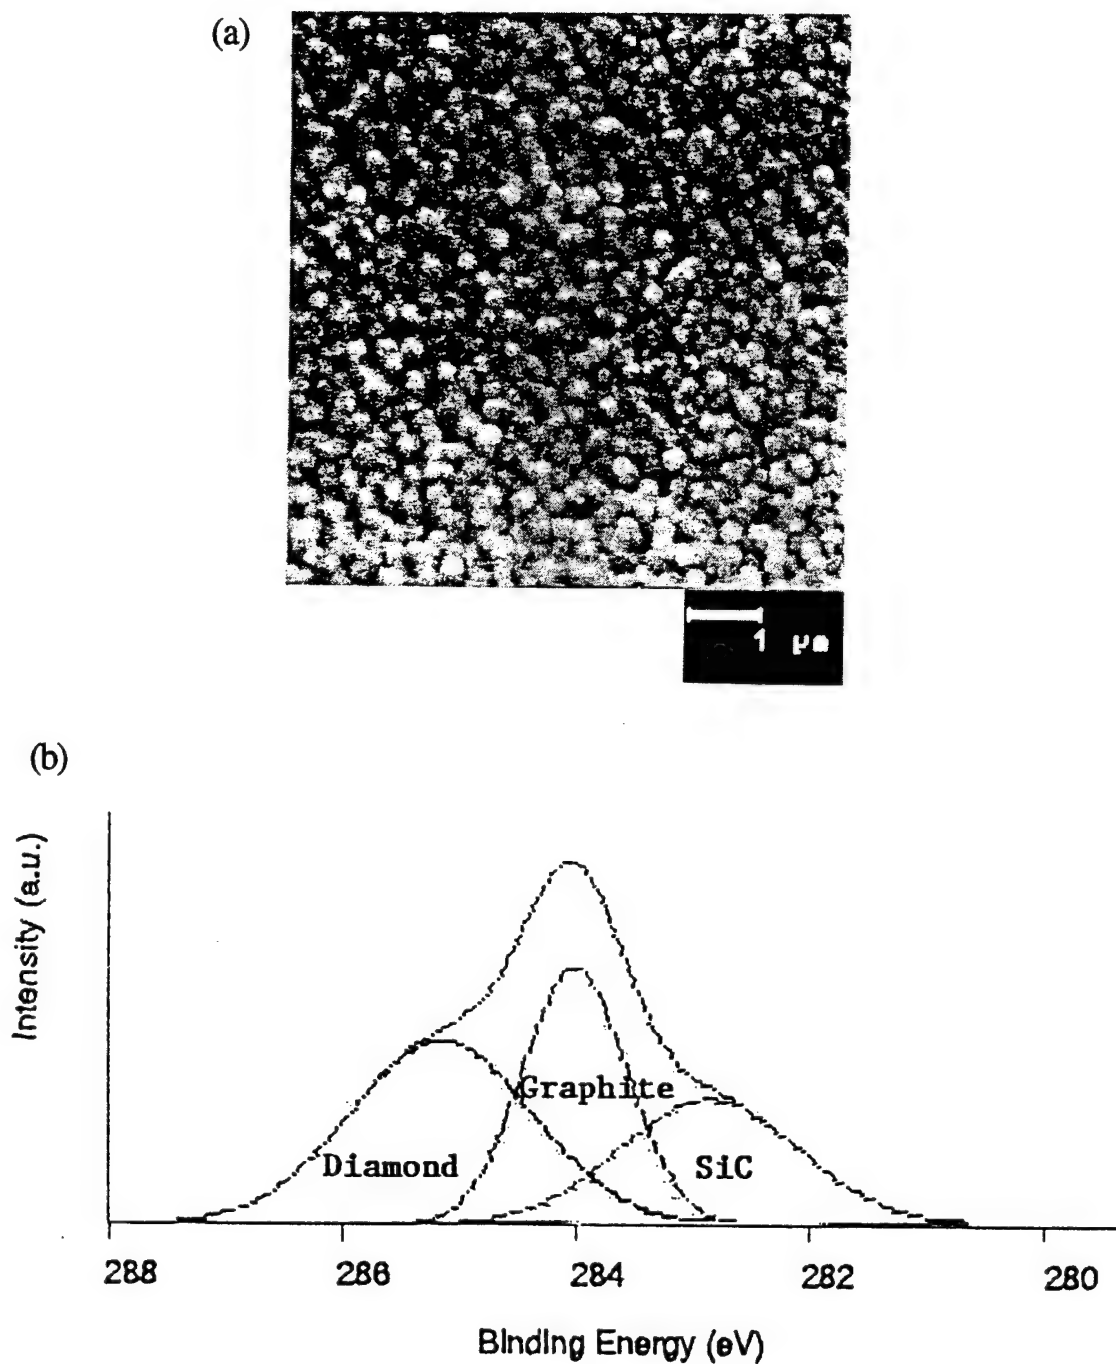 (a)
1 µm
(b)
Intensity (a.u.)
Graphite
Diamond
SiC
288 286 284 282 280
Binding Energy (eV)